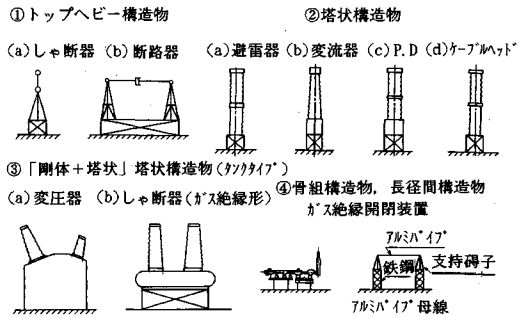 ①トップヘビー構造物
(a)しゃ断器 (b)断路器
②塔状構造物
(a)避雷器 (b)変流器 (c)P.D (d)ケーブルヘッド
③「剛体+塔状」塔状構造物(タンクタイプ)
(a)変圧器 (b)しゃ断器(ガス絶縁形)
④骨組構造物，長径間構造物
ガス絶縁開閉装置
アルミパイプ
鉄鋼
支持碍子
アルミパイプ母線